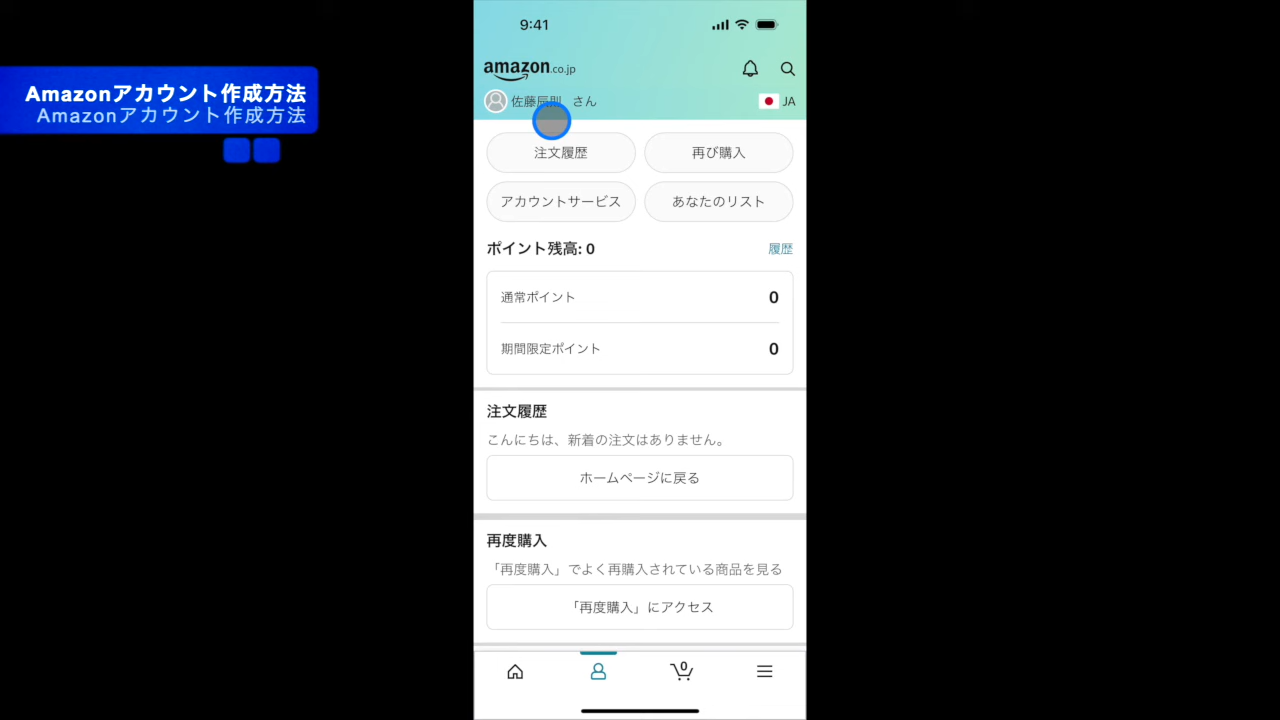 Amazonアカウント作成方法
Amazonアカウント作成方法
9:41
amazon.co.jp
佐藤 さん
JA
注文履歴
再び購入
アカウントサービス
あなたのリスト
ポイント残高: 0
履歴
通常ポイント
0
期間限定ポイント
0
注文履歴
こんにちは、新着の注文はありません。
ホームページに戻る
再度購入
「再度購入」でよく再購入されている商品を見る
「再度購入」にアクセス
0